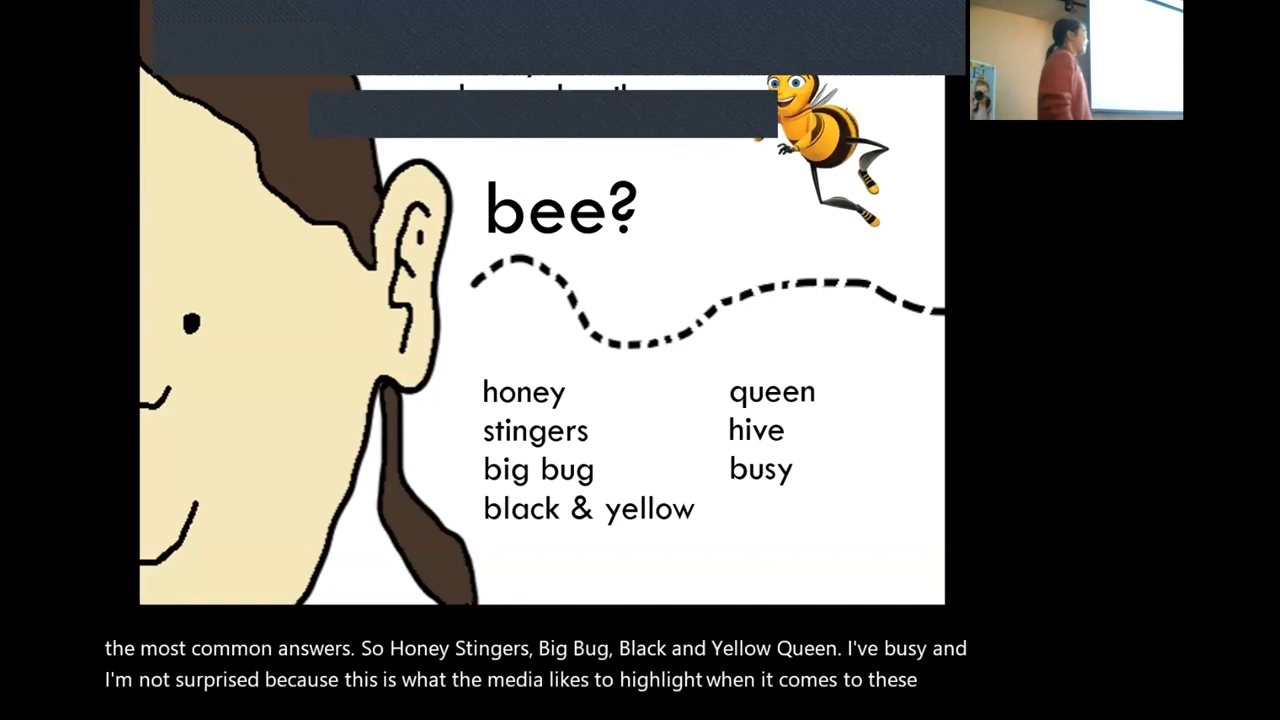 bee?
honey
stingers
big bug
black & yellow
queen
hive
busy
the most common answers. So Honey Stingers, Big Bug, Black and Yellow Queen. I've busy and
I'm not surprised because this is what the media likes to highlight when it comes to these